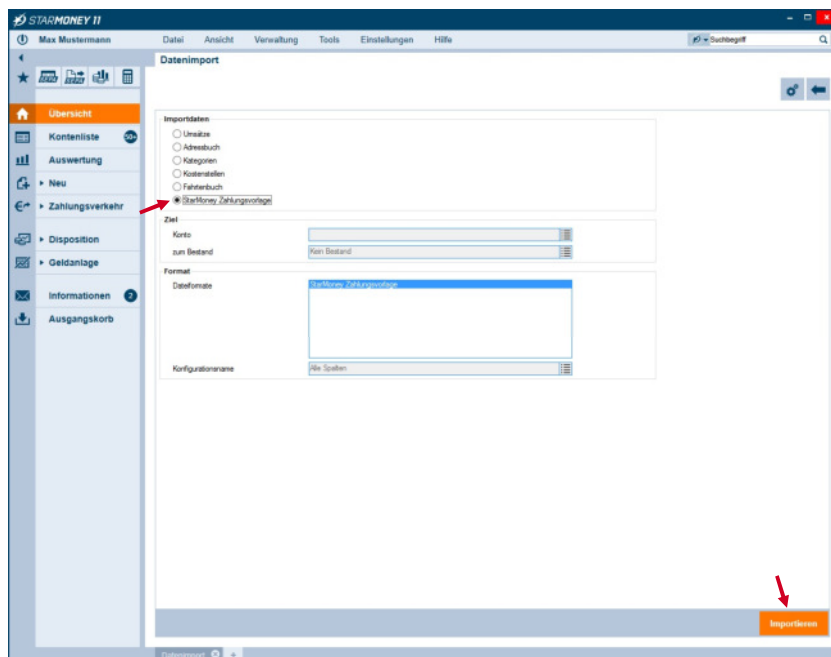 STARMONEY 11
Max Mustermann
Datei Ansicht Verwaltung Tools Einstellungen Hilfe
Suchbegriff
Datenimport
Übersicht
Kontenliste 50+
Auswertung
Neu
Zahlungsverkehr
Disposition
Geldanlage
Informationen 2
Ausgangskorb
Importdaten
Umsätze
Adressbuch
Kategorien
Kostenstellen
Fahrtenbuch
StarMoney Zahlungsvorlage
Ziel
Konto
zum Bestand Kein Bestand
Format
Dateiformate StarMoney Zahlungsvorlage
Konfigurationsname Alle Spalten
Importieren
Datenimport